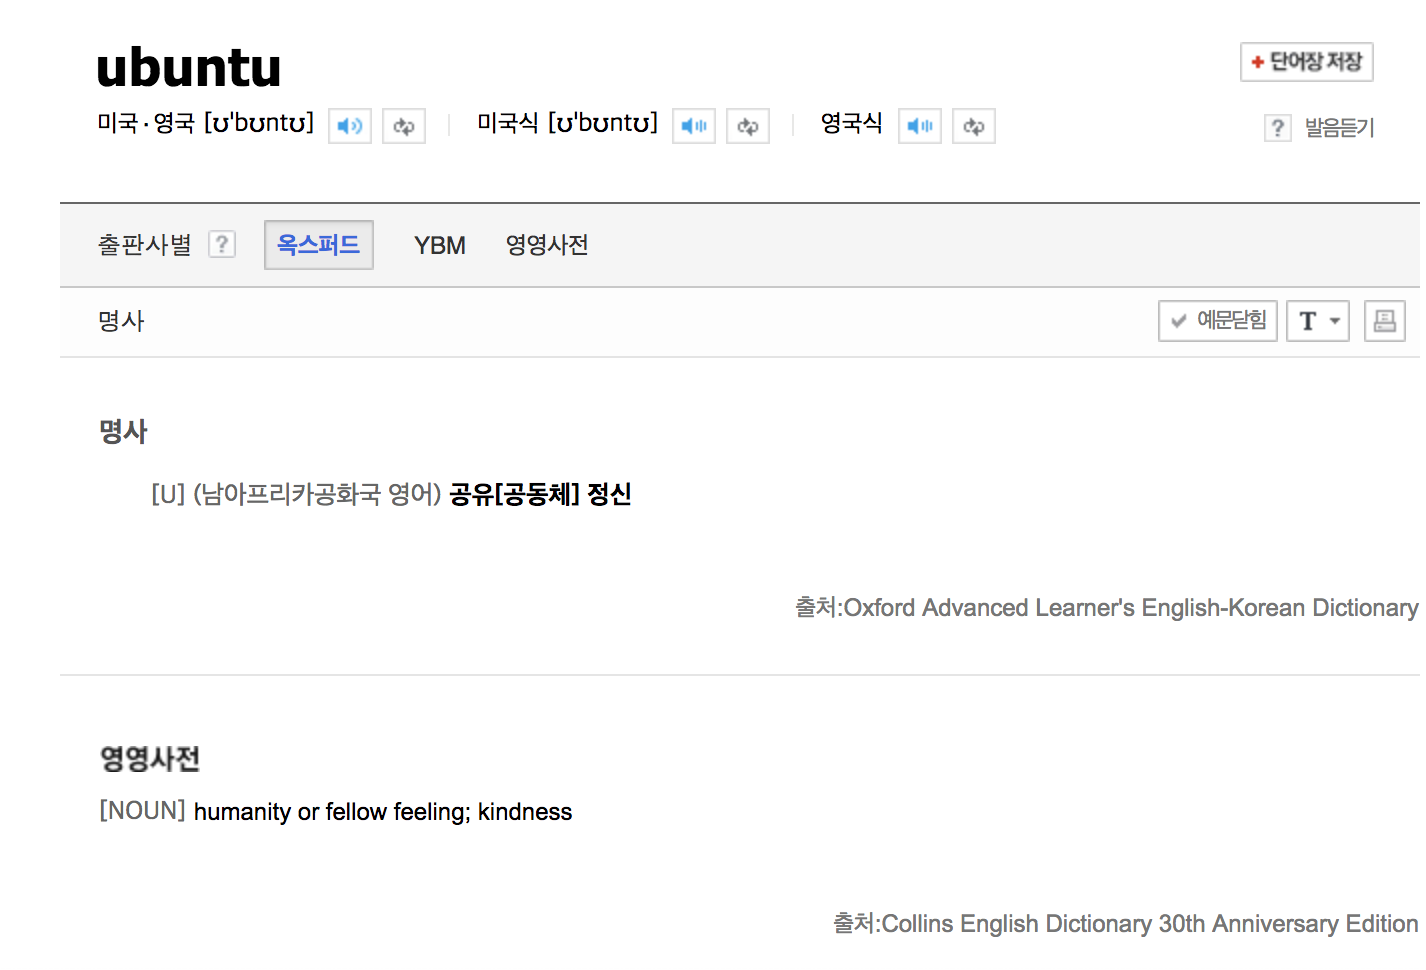 ubuntu
+ 단어장 저장
미국 · 영국 [ʊˈbʊntʊ] 미국식 [ʊˈbʊntʊ] 영국식
? 발음듣기
출판사별 ? 옥스퍼드 YBM 영영사전
명사 예문닫힘 T
명사
[U] (남아프리카공화국 영어) 공유[공동체] 정신
출처:Oxford Advanced Learner's English-Korean Dictionary
영영사전
[NOUN] humanity or fellow feeling; kindness
출처:Collins English Dictionary 30th Anniversary Edition